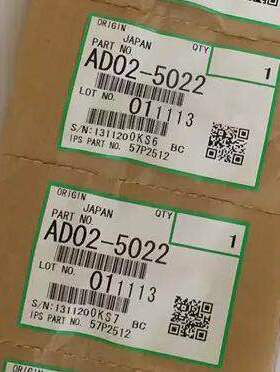 ORIGIN
JAPAN QTY
PART NO. 1
AD02-5022
LOT NO. 011113
S/N:1311200KS6 BC
IPS PART NO. 57P2512
ORIGIN
JAPAN QTY
PART NO. 1
AD02-5022
LOT NO. 011113
S/N:1311200KS7 BC
IPS PART NO. 57P2512
ORIGIN